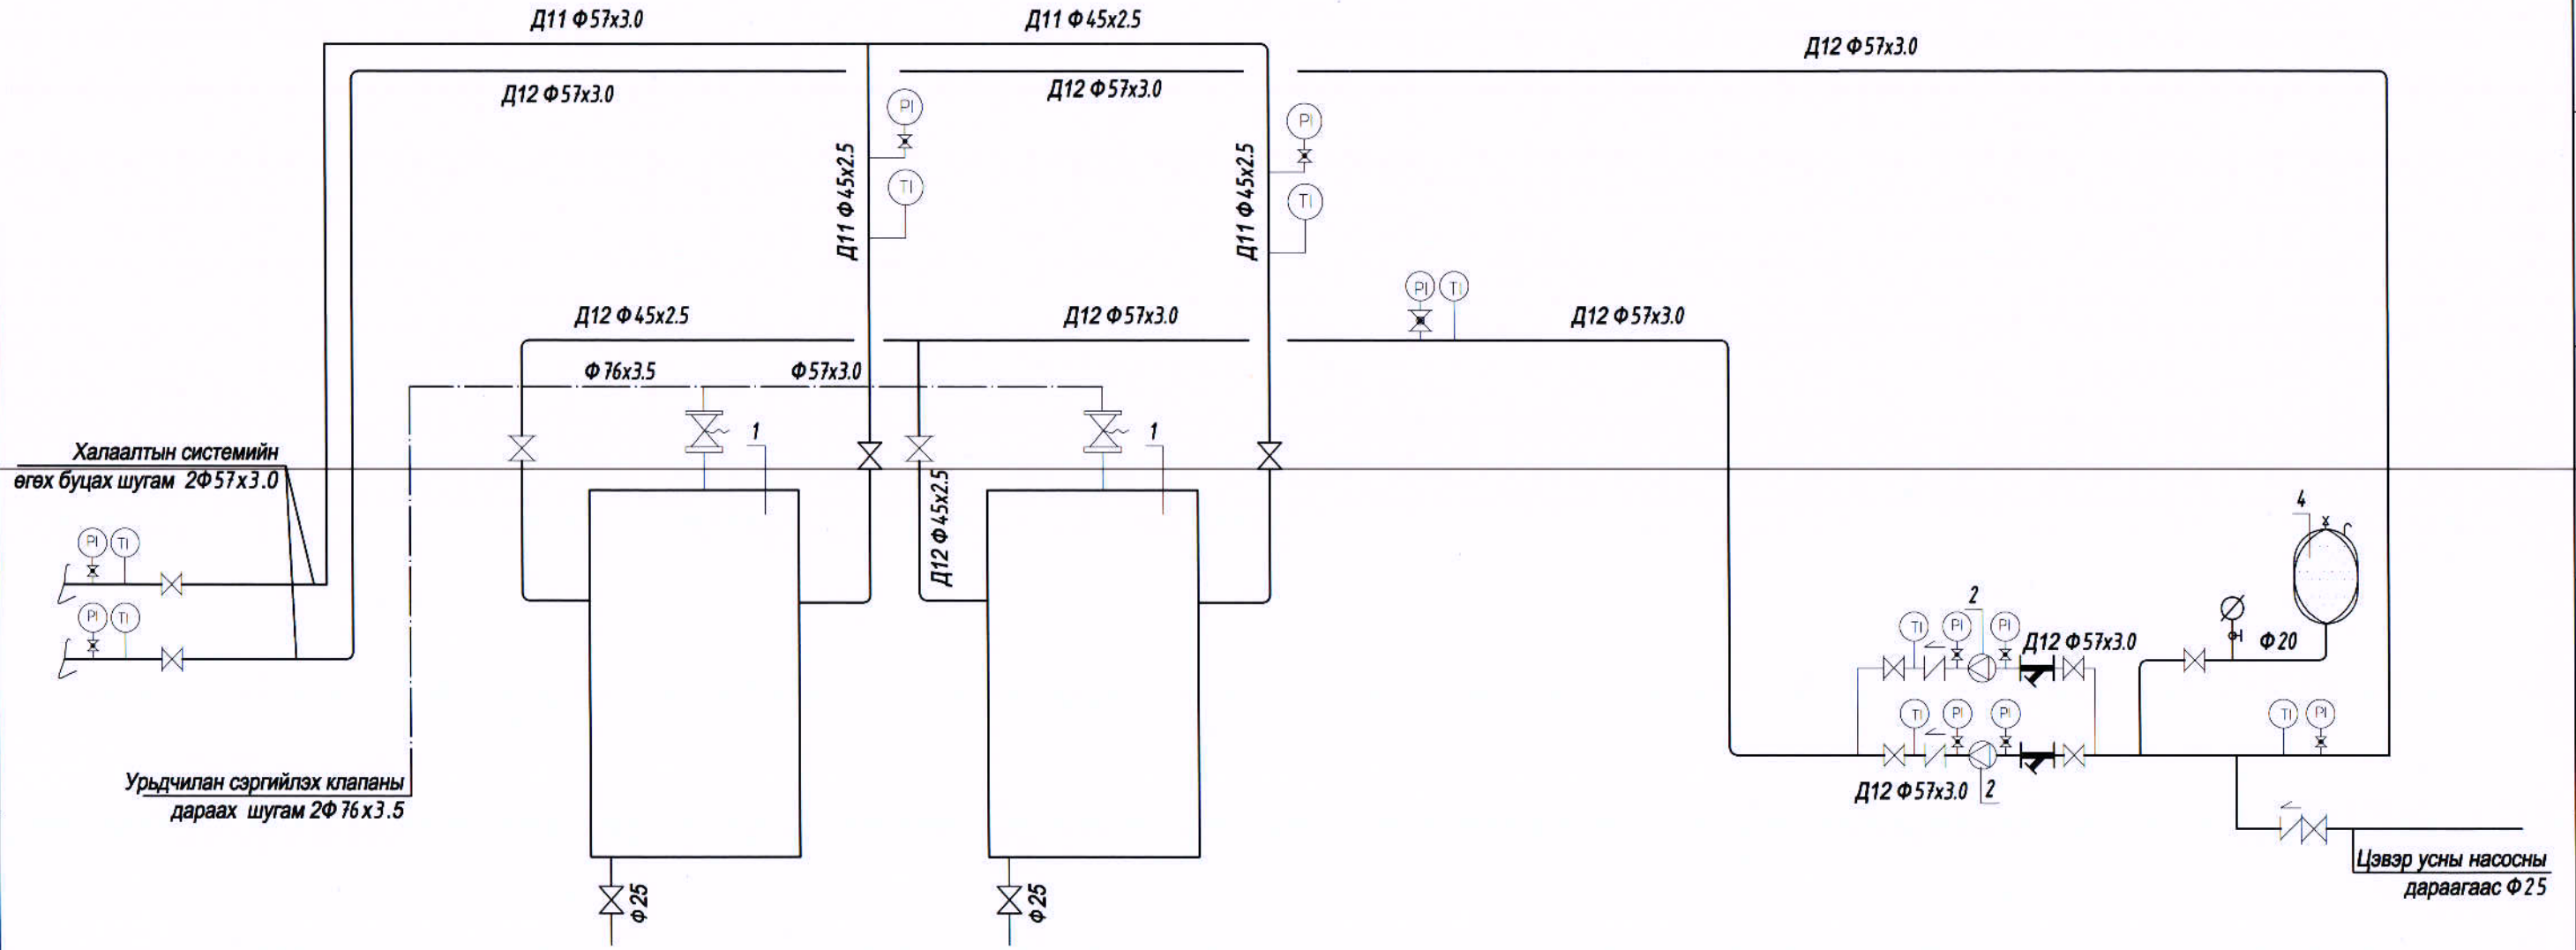 Д11 Ф57х3.0
Д11 Ф45х2.5
Д12 Ф57х3.0
Д12 Ф57х3.0
Д12 Ф57х3.0
PI
TI
Д11 Ф45х2.5
PI
TI
Д11 Ф45х2.5
PI
TI
Д12 Ф45х2.5
Д12 Ф57х3.0
Д12 Ф57х3.0
Ф76х3.5
Ф57х3.0
1
1
Халаалтын системийн
өгөх буцах шугам 2Ф57х3.0
Д12 Ф45х2.5
PI
TI
PI
TI
4
2
TI
PI
PI
Д12 Ф57х3.0
Ф20
TI
PI
PI
TI
PI
Д12 Ф57х3.0
2
Урьдчилан сэргийлэх клапаны
дараах шугам 2Ф76х3.5
Ф25
Ф25
Цэвэр усны насосны
дараагаас Ф25